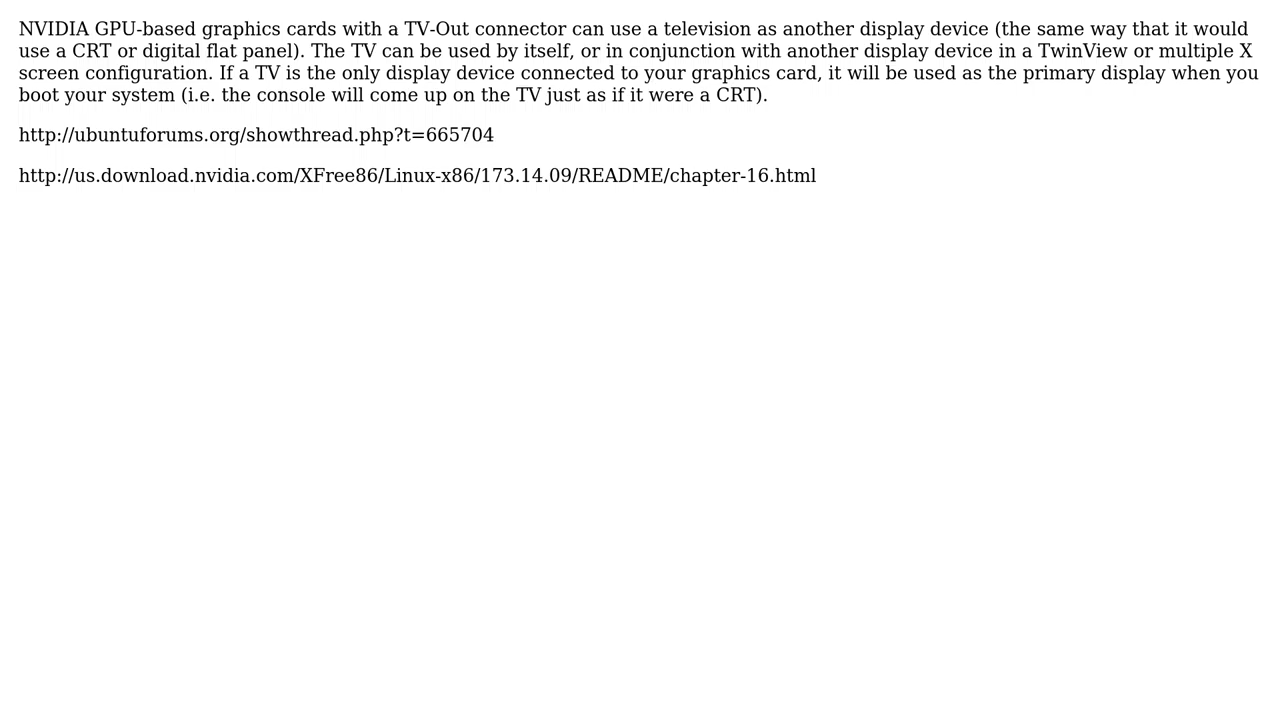 NVIDIA GPU-based graphics cards with a TV-Out connector can use a television as another display device (the same way that it would
use a CRT or digital flat panel). The TV can be used by itself, or in conjunction with another display device in a TwinView or multiple X
screen configuration. If a TV is the only display device connected to your graphics card, it will be used as the primary display when you
boot your system (i.e. the console will come up on the TV just as if it were a CRT).
http://ubuntuforums.org/showthread.php?t=665704
http://us.download.nvidia.com/XFree86/Linux-x86/173.14.09/README/chapter-16.html